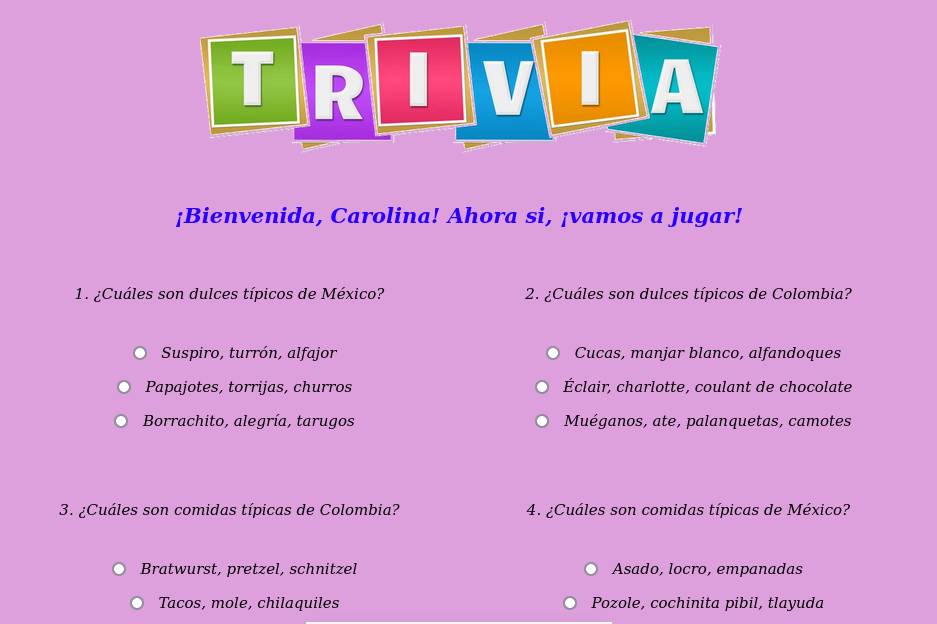 TRIVIA
¡Bienvenida, Carolina! Ahora si, ¡vamos a jugar!
1. ¿Cuáles son dulces típicos de México?
Suspiro, turrón, alfajor
Papajotes, torrijas, churros
Borrachito, alegría, tarugos
2. ¿Cuáles son dulces típicos de Colombia?
Cucas, manjar blanco, alfandoques
Éclair, charlotte, coulant de chocolate
Muéganos, ate, palanquetas, camotes
3. ¿Cuáles son comidas típicas de Colombia?
Bratwurst, pretzel, schnitzel
Tacos, mole, chilaquiles
4. ¿Cuáles son comidas típicas de México?
Asado, locro, empanadas
Pozole, cochinita pibil, tlayuda